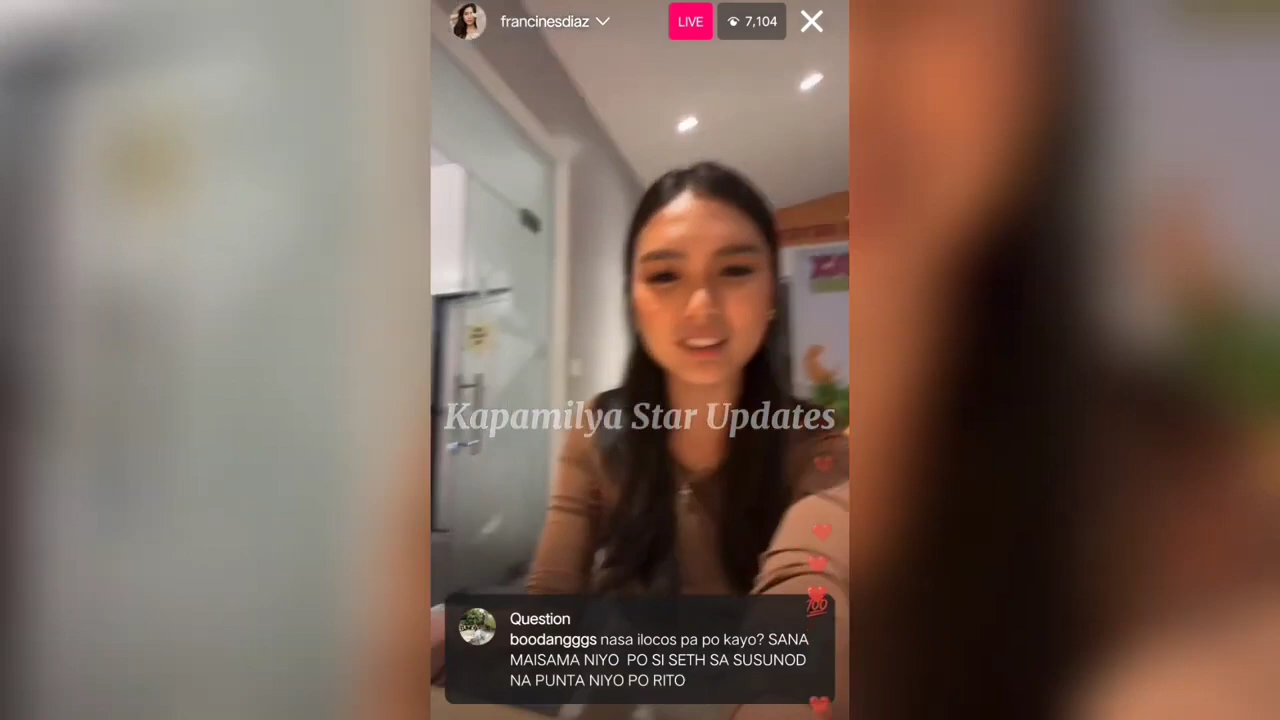 francinesdiaz
LIVE
7,104
Kapamilya Star Updates
💯
Question
boodangggs nasa ilocos pa po kayo? SANA
MAISAMA NIYO PO SI SETH SA SUSUNOD
NA PUNTA NIYO PO RITO